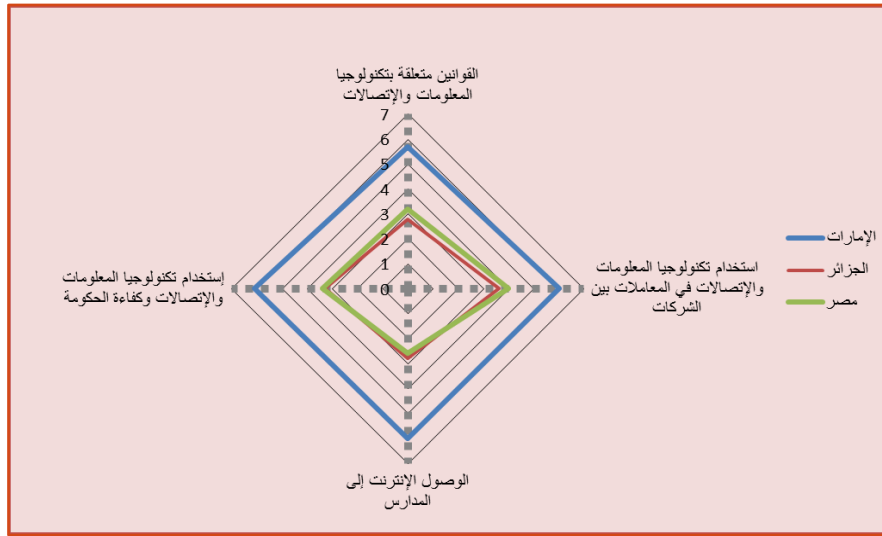 القوانين متعلقة بتكنولوجيا
المعلومات والإتصالات
7
6
5
4
3
2
1
0
استخدام تكنولوجيا المعلومات
والإتصالات في المعاملات بين
الشركات
الوصول الإنترنت إلى
المدارس
إستخدام تكنولوجيا المعلومات
والإتصالات وكفاءة الحكومة
الإمارات
الجزائر
مصر